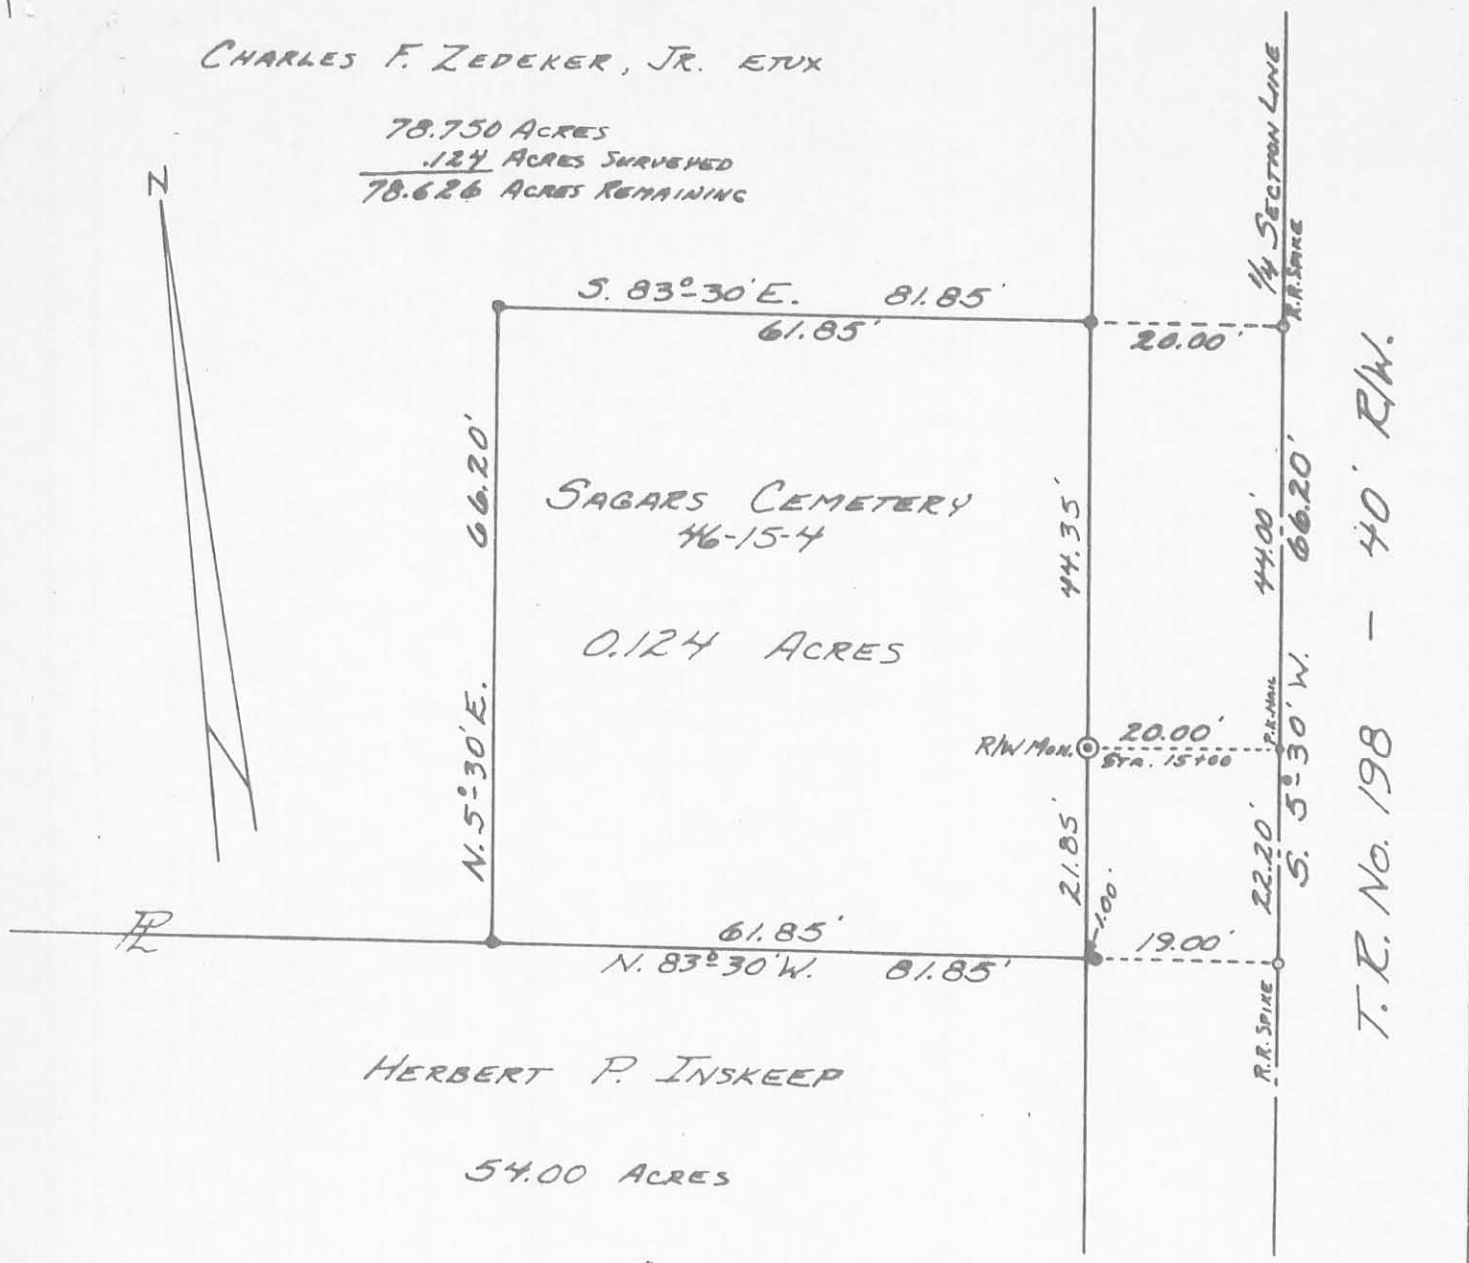 CHARLES F. ZEDEKER, JR. ETUX
78.750 ACRES
.124 ACRES SURVEYED
78.626 ACRES REMAINING
N
1/4 SECTION LINE
R.R. SPIKE
S. 83°-30' E. 81.85'
61.85'
20.00'
T. R. No. 198 - 40' R/W.
66.20'
N. 5°-30' E.
SAGARS CEMETERY
46-15-4
0.124 ACRES
44.35'
44.00'
66.20'
S. 5°-30' W.
R/W MON.
20.00'
STA. 15+00
P.K. NAIL
21.85'
22.20'
1.00'
19.00'
PL
61.85'
N. 83°-30' W. 81.85'
R.R. SPIKE
HERBERT P. INSKEEP
54.00 ACRES